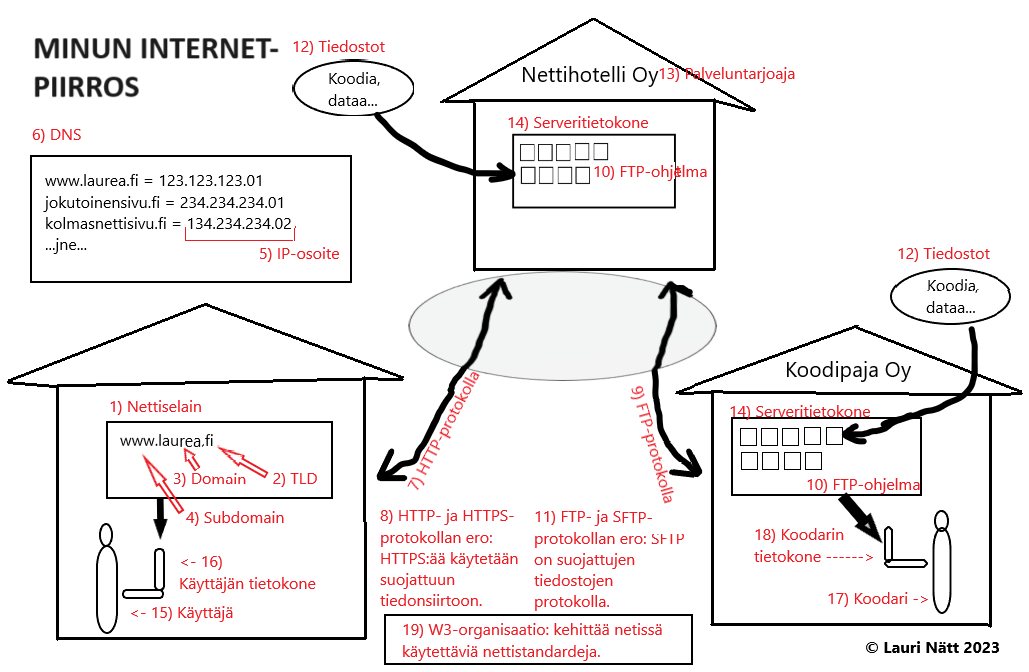 MINUN INTERNET-
PIIRROS
12) Tiedostot
Koodia,
dataa...
Nettihotelli Oy
13) Palveluntarjoaja
14) Serveritietokone
10) FTP-ohjelma
6) DNS
www.laurea.fi = 123.123.123.01
jokutoinensivu.fi = 234.234.234.01
kolmasnettisivu.fi = 134.234.234.02
...jne...
5) IP-osoite
12) Tiedostot
Koodia,
dataa...
Koodipaja Oy
1) Nettiselain
www.laurea.fi
3) Domain
2) TLD
4) Subdomain
<- 16)
Käyttäjän tietokone
<- 15) Käyttäjä
7) HTTP-protokolla
9) FTP-protokolla
8) HTTP- ja HTTPS-
protokollan ero:
HTTPS:ää käytetään
suojattuun
tiedonsiirtoon.
11) FTP- ja SFTP-
protokollan ero: SFTP
on suojattujen
tiedostojen
protokolla.
14) Serveritietokone
10) FTP-ohjelma
18) Koodarin
tietokone ------>
17) Koodari ->
19) W3-organisaatio: kehittää netissä
käytettäviä nettistandardeja.
© Lauri Nätt 2023